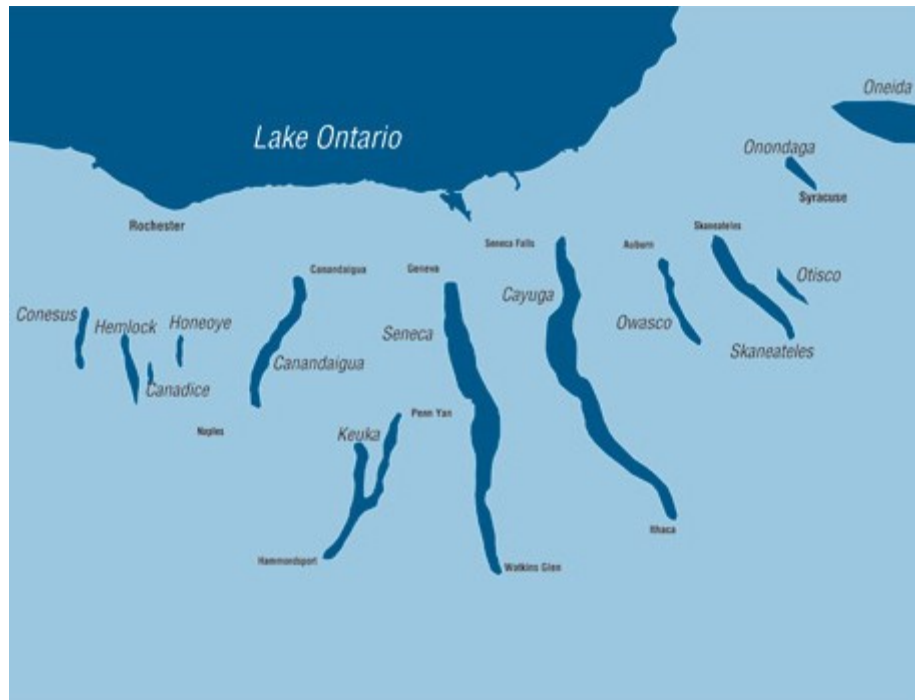 Oneida
Lake Ontario
Onondaga
Syracuse
Rochester
Skaneateles
Seneca Falls
Auburn
Canandaigua
Geneva
Otisco
Cayuga
Conesus
Hemlock
Honeoye
Owasco
Seneca
Skaneateles
Canandaigua
Canadice
Penn Yan
Naples
Keuka
Ithaca
Hammondsport
Watkins Glen